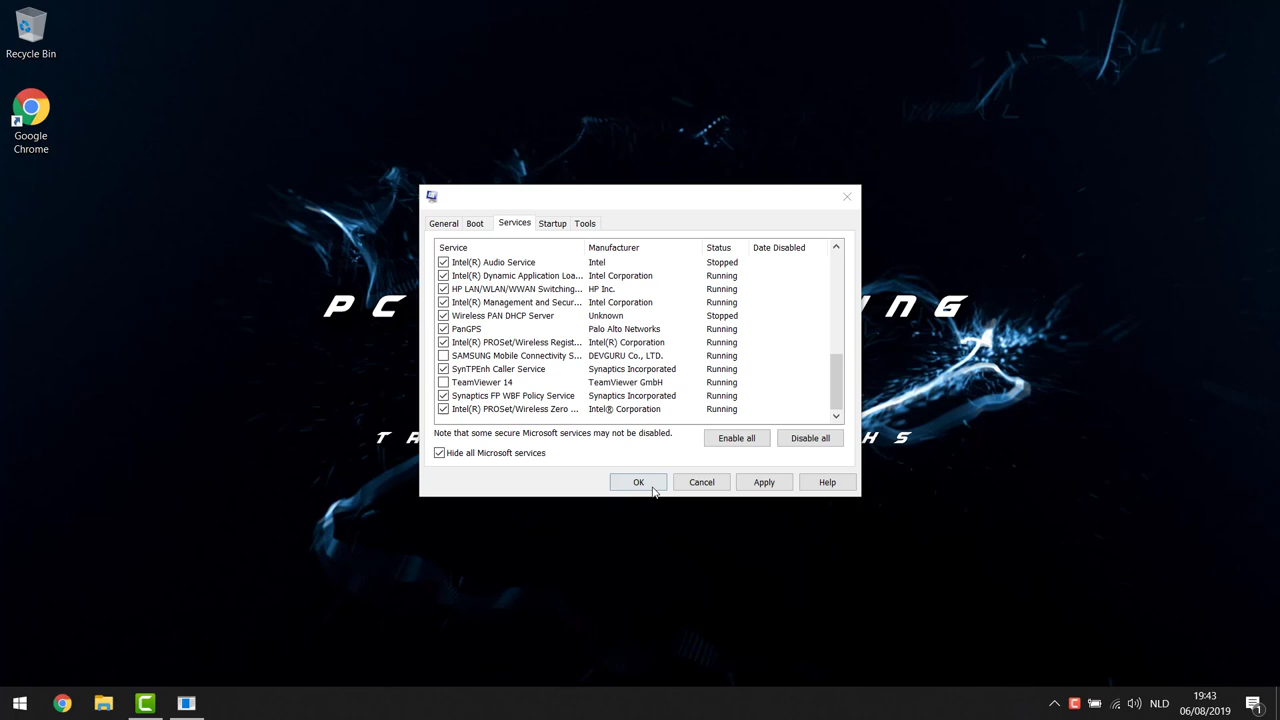 Recycle Bin
Google
Chrome
General Boot Services Startup Tools
Service Manufacturer Status Date Disabled
Intel(R) Audio Service Intel Stopped
Intel(R) Dynamic Application Loa... Intel Corporation Running
HP LAN/WLAN/WWAN Switching... HP Inc. Running
Intel(R) Management and Secur... Intel Corporation Running
Wireless PAN DHCP Server Unknown Stopped
PanGPS Palo Alto Networks Running
Intel(R) PROSet/Wireless Regist... Intel(R) Corporation Running
SAMSUNG Mobile Connectivity S... DEVGURU Co., LTD. Running
SynTPEnh Caller Service Synaptics Incorporated Running
TeamViewer 14 TeamViewer GmbH Running
Synaptics FP WBF Policy Service Synaptics Incorporated Running
Intel(R) PROSet/Wireless Zero ... Intel® Corporation Running
Note that some secure Microsoft services may not be disabled.
Enable all Disable all
Hide all Microsoft services
OK Cancel Apply Help
PC NG
TA KS
NLD
19:43
06/08/2019
1